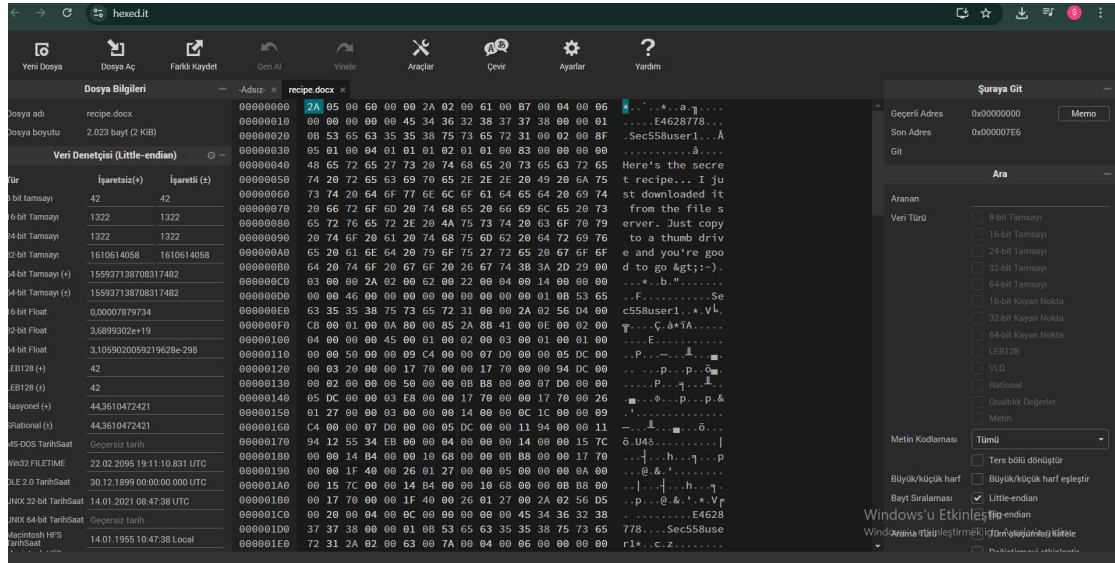 hexed.it
Yeni Dosya Dosya Aç Farklı Kaydet Geri Al Yinele Araçlar Çevir Ayarlar Yardım
Dosya Bilgileri
Dosya adı recipe.docx
Dosya boyutu 2.023 bayt (2 KiB)
Veri Denetçisi (Little-endian)
Tür İşaretsiz(+) İşaretli (±)
8 bit tamsayı 42 42
16-bit Tamsayı 1322 1322
24-bit Tamsayı 1322 1322
32-bit Tamsayı 1610614058 1610614058
64-bit Tamsayı (+) 155937138708317482
64-bit Tamsayı (±) 155937138708317482
16-bit Float 0,00007879734
32-bit Float 3,6899302e+19
64-bit Float 3,1059020059219628e-298
LEB128 (+) 42
LEB128 (±) 42
Rasyonel (+) 44,3610472421
SRational (±) 44,3610472421
MS-DOS TarihSaat Geçersiz tarih
Win32 FILETIME 22.02.2095 19:11:10.831 UTC
OLE 2.0 TarihSaat 30.12.1899 00:00:00.000 UTC
UNIX 32-bit TarihSaat 14.01.2021 08:47:38 UTC
UNIX 64-bit TarihSaat Geçersiz tarih
Macintosh HFS TarihSaat 14.01.1955 10:47:38 Local
-Adsız- × recipe.docx ×
00000000 2A 05 00 60 00 00 2A 02 00 61 00 B7 00 04 00 06
00000010 00 00 00 00 00 45 34 36 32 38 37 37 38 00 00 01 .....E4628778...
00000020 0B 53 65 63 35 35 38 75 73 65 72 31 00 02 00 8F .Sec558user1...Å
00000030 05 01 00 04 01 01 01 02 01 01 00 83 00 00 00 00 ...........â....
00000040 48 65 72 65 27 73 20 74 68 65 20 73 65 63 72 65 Here's the secre
00000050 74 20 72 65 63 69 70 65 2E 2E 2E 20 49 20 6A 75 t recipe... I ju
00000060 73 74 20 64 6F 77 6E 6C 6F 61 64 65 64 20 69 74 st downloaded it
00000070 20 66 72 6F 6D 20 74 68 65 20 66 69 6C 65 20 73 from the file s
00000080 65 72 76 65 72 2E 20 4A 75 73 74 20 63 6F 70 79 erver. Just copy
00000090 20 74 6F 20 61 20 74 68 75 6D 62 20 64 72 69 76 to a thumb driv
000000A0 65 20 61 6E 64 20 79 6F 75 27 72 65 20 67 6F 6F e and you're goo
000000B0 64 20 74 6F 20 67 6F 20 26 67 74 3B 3A 2D 29 00 d to go &gt;:-).
000000C0 03 00 00 2A 02 00 62 00 22 00 04 00 14 00 00 00 ...*..b.".......
000000D0 00 00 46 00 00 00 00 00 00 00 00 00 01 0B 53 65 ..F...........Se
000000E0 63 35 35 38 75 73 65 72 31 00 00 2A 02 56 D4 00 c558user1..*.V╘.
000000F0 CB 00 01 00 0A 80 00 85 2A 8B 41 00 0E 00 02 00
00000100 04 00 00 00 45 00 01 00 02 00 03 00 01 00 01 00 ....E...........
00000110 00 00 50 00 00 09 C4 00 00 07 D0 00 00 05 DC 00
00000120 00 03 20 00 00 17 70 00 00 17 70 00 00 94 DC 00
00000130 00 02 00 00 00 50 00 00 0B B8 00 00 07 D0 00 00
00000140 05 DC 00 00 03 E8 00 00 17 70 00 00 17 70 00 26
00000150 01 27 00 00 03 00 00 00 14 00 00 0C 1C 00 00 09 .'..............
00000160 C4 00 00 07 D0 00 00 05 DC 00 00 11 94 00 00 11
00000170 94 12 55 34 EB 00 00 04 00 00 00 14 00 00 15 7C
00000180 00 00 14 B4 00 00 10 68 00 00 0B B8 00 00 17 70
00000190 00 00 1F 40 00 26 01 27 00 00 05 00 00 00 0A 00 ...@.&.'........
000001A0 00 15 7C 00 00 14 B4 00 00 10 68 00 00 0B B8 00
000001B0 00 17 70 00 00 1F 40 00 26 01 27 00 2A 02 56 D5
000001C0 00 20 00 04 00 0C 00 00 00 00 00 45 34 36 32 38 . .........E4628
000001D0 37 37 38 00 00 01 0B 53 65 63 35 35 38 75 73 65 778....Sec558use
000001E0 72 31 2A 02 00 63 00 7A 00 04 00 06 00 00 00 00 r1*..c.z........
Şuraya Git
Geçerli Adres 0x00000000 Memo
Son Adres 0x000007E6
Git
Ara
Aranan
Veri Türü 8-bit Tamsayı
16-bit Tamsayı
24-bit Tamsayı
32-bit Tamsayı
64-bit Tamsayı
16-bit Kayan Nokta
32-bit Kayan Nokta
64-bit Kayan Nokta
LEB128
VLQ
Rational
Onaltılık Değerler
Metin
Metin Kodlaması Tümü
Ters bölü dönüştür
Büyük/küçük harf Büyük/küçük harf eşleştir
Bayt Sıralaması Little-endian
Big-endian
Arama Türü Tüm oluşumları listele
Windows'u Etkinleştir